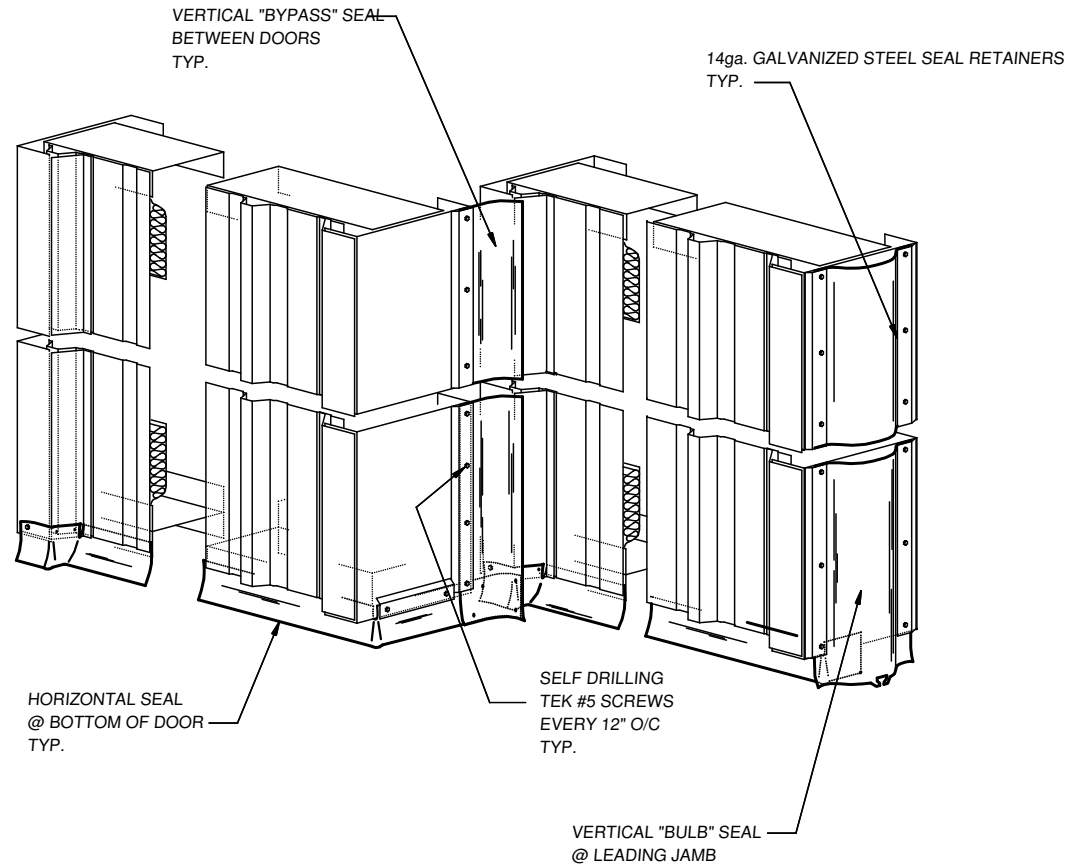 VERTICAL "BYPASS" SEAL
BETWEEN DOORS
TYP.
14ga. GALVANIZED STEEL SEAL RETAINERS
TYP.
HORIZONTAL SEAL
@ BOTTOM OF DOOR
TYP.
SELF DRILLING
TEK #5 SCREWS
EVERY 12" O/C
TYP.
VERTICAL "BULB" SEAL
@ LEADING JAMB